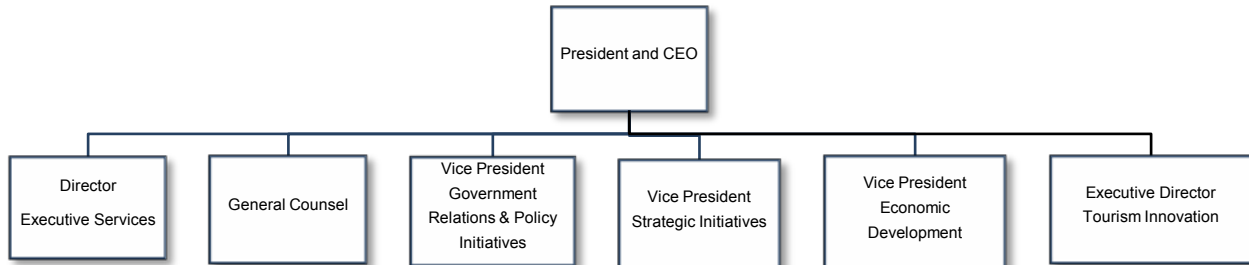 President and CEO
Director
Executive Services
General Counsel
Vice President
Government
Relations & Policy
Initiatives
Vice President
Strategic Initiatives
Vice President
Economic
Development
Executive Director
Tourism Innovation